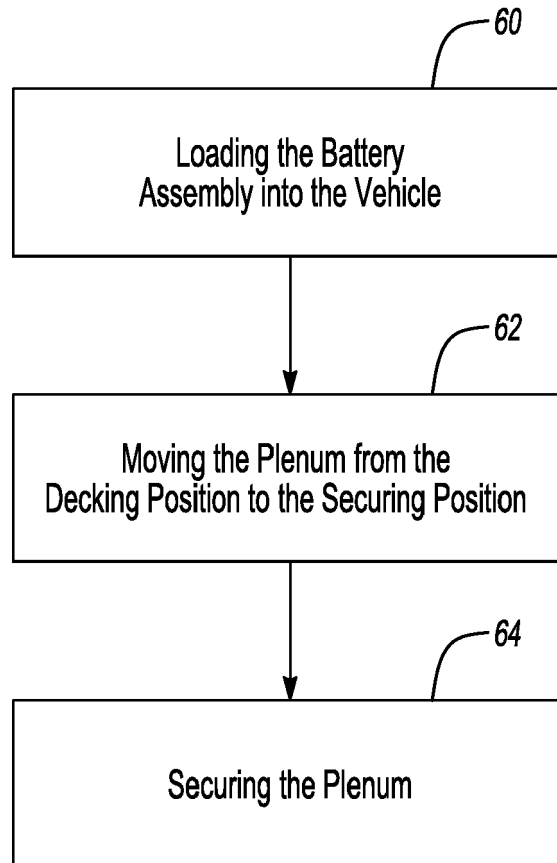 60
Loading the Battery
Assembly into the Vehicle
62
Moving the Plenum from the
Decking Position to the Securing Position
64
Securing the Plenum